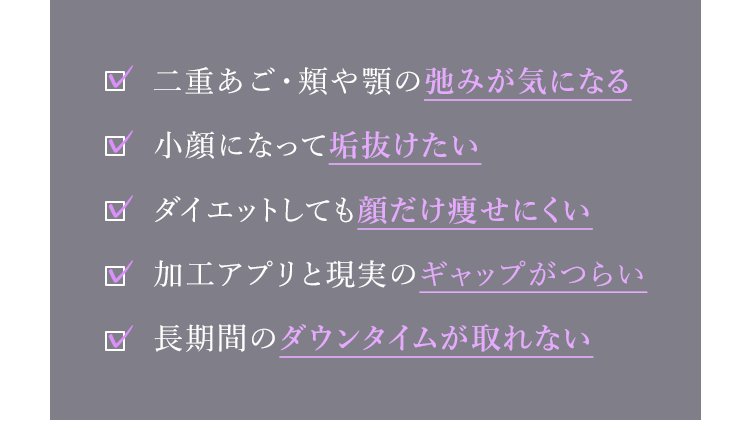 二重あご・頬や顎の弛みが気になる
小顔になって垢抜けたい
ダイエットしても顔だけ痩せにくい
加工アプリと現実のギャップがつらい
長期間のダウンタイムが取れない